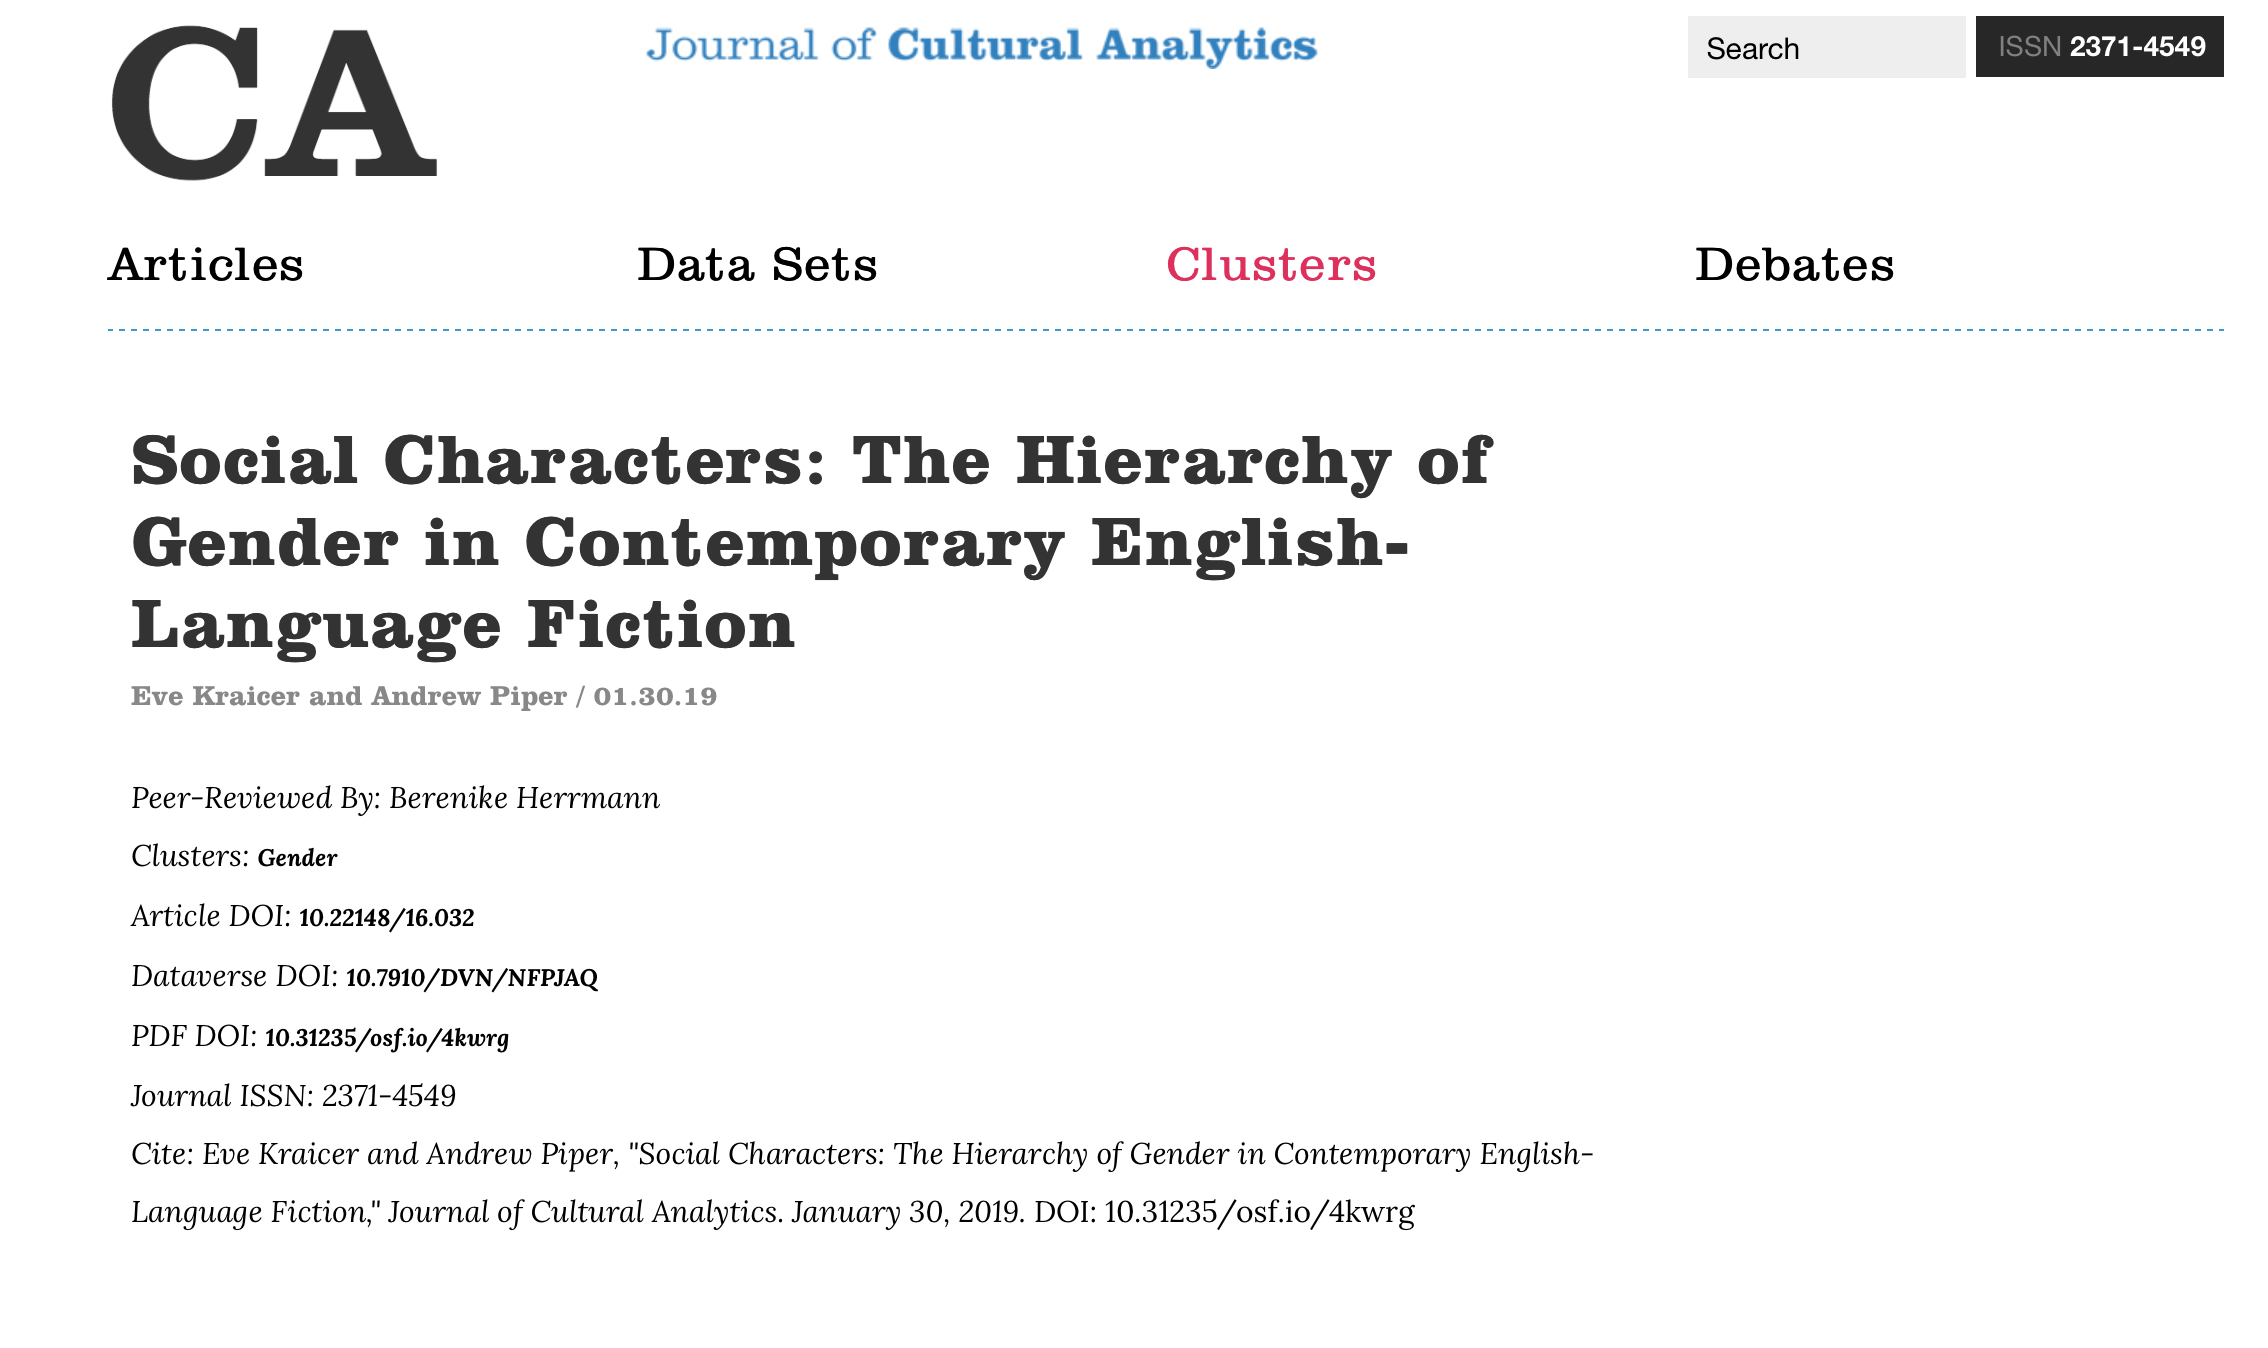 CA
Journal of Cultural Analytics
Search
ISSN 2371-4549
Articles
Data Sets
Clusters
Debates
Social Characters: The Hierarchy of
Gender in Contemporary English-
Language Fiction
Eve Kraicer and Andrew Piper / 01.30.19
Peer-Reviewed By: Berenike Herrmann
Clusters: Gender
Article DOI: 10.22148/16.032
Dataverse DOI: 10.7910/DVN/NFPJAQ
PDF DOI: 10.31235/osf.io/4kwrg
Journal ISSN: 2371-4549
Cite: Eve Kraicer and Andrew Piper, "Social Characters: The Hierarchy of Gender in Contemporary English-
Language Fiction," Journal of Cultural Analytics. January 30, 2019. DOI: 10.31235/osf.io/4kwrg